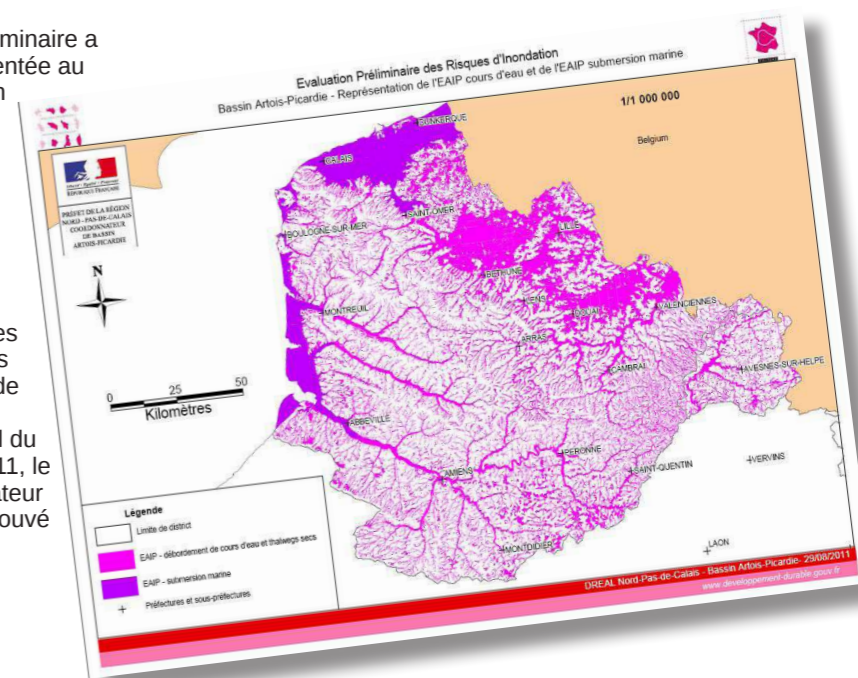 minaire a
entée au
es
s
de
du
11, le
ateur
ouvé
Evaluation Préliminaire des Risques d'Inondation
Bassin Artois-Picardie - Représentation de l'EAIP cours d'eau et de l'EAIP submersion marine
1/1 000 000
Belgium
RÉPUBLIQUE FRANÇAISE
PRÉFET DE LA RÉGION
NORD - PAS-DE-CALAIS
COORDONNATEUR
DE BASSIN
ARTOIS-PICARDIE
N
0 25 50
Kilomètres
DUNKERQUE
CALAIS
SAINT-OMER
BOULOGNE-SUR-MER
LILLE
BETHUNE
LENS
MONTREUIL
DOUAI
VALENCIENNES
ARRAS
CAMBRAI
AVESNES-SUR-HELPE
ABBEVILLE
PERONNE
AMIENS
SAINT-QUENTIN
VERVINS
MONTDIDIER
LAON
Légende
Limite de district
EAIP - débordement de cours d'eau et thalwegs secs
EAIP - submersion marine
Préfectures et sous-préfectures
DREAL Nord-Pas-de-Calais - Bassin Artois-Picardie- 29/08/2011
www.developpement-durable.gouv.fr